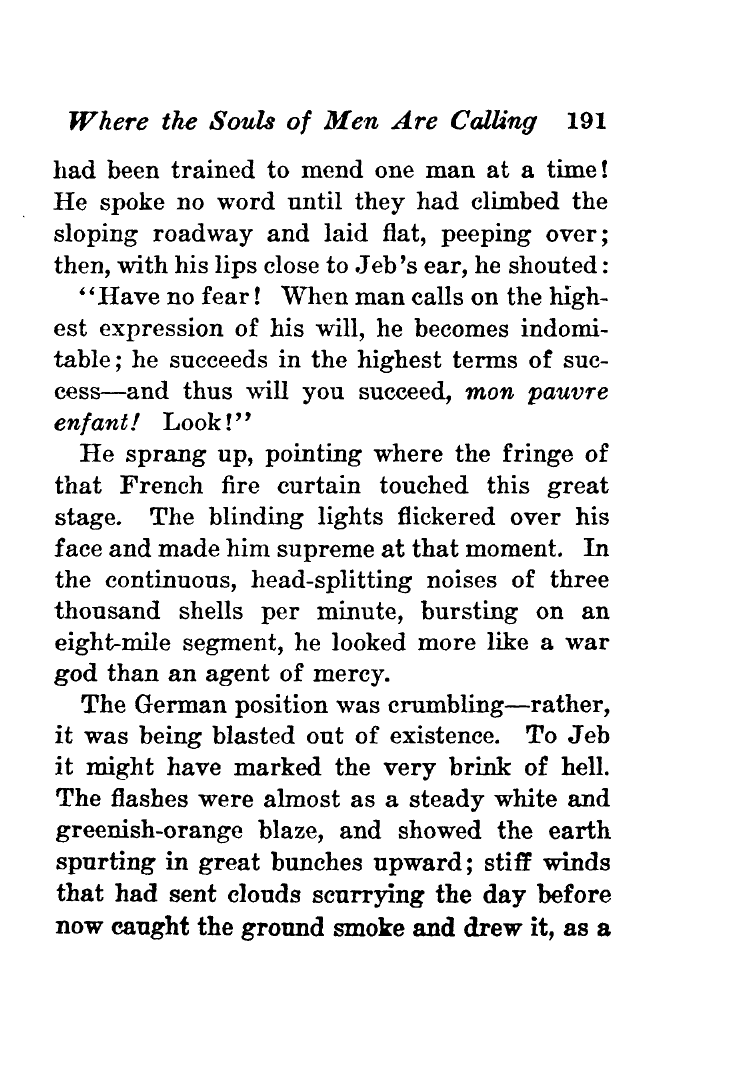 Where the Souls of Men Are Calling 191
had been trained to mend one man at a time!
He spoke no word until they had climbed the
sloping roadway and laid flat, peeping over;
then, with his lips close to Jeb's ear, he shouted:
"Have no fear! When man calls on the high-
est expression of his will, he becomes indomi-
table; he succeeds in the highest terms of suc-
cess—and thus will you succeed, mon pauvre
enfant! Look!"
He sprang up, pointing where the fringe of
that French fire curtain touched this great
stage. The blinding lights flickered over his
face and made him supreme at that moment. In
the continuous, head-splitting noises of three
thousand shells per minute, bursting on an
eight-mile segment, he looked more like a war
god than an agent of mercy.
The German position was crumbling—rather,
it was being blasted out of existence. To Jeb
it might have marked the very brink of hell.
The flashes were almost as a steady white and
greenish-orange blaze, and showed the earth
spurting in great bunches upward; stiff winds
that had sent clouds scurrying the day before
now caught the ground smoke and drew it, as a